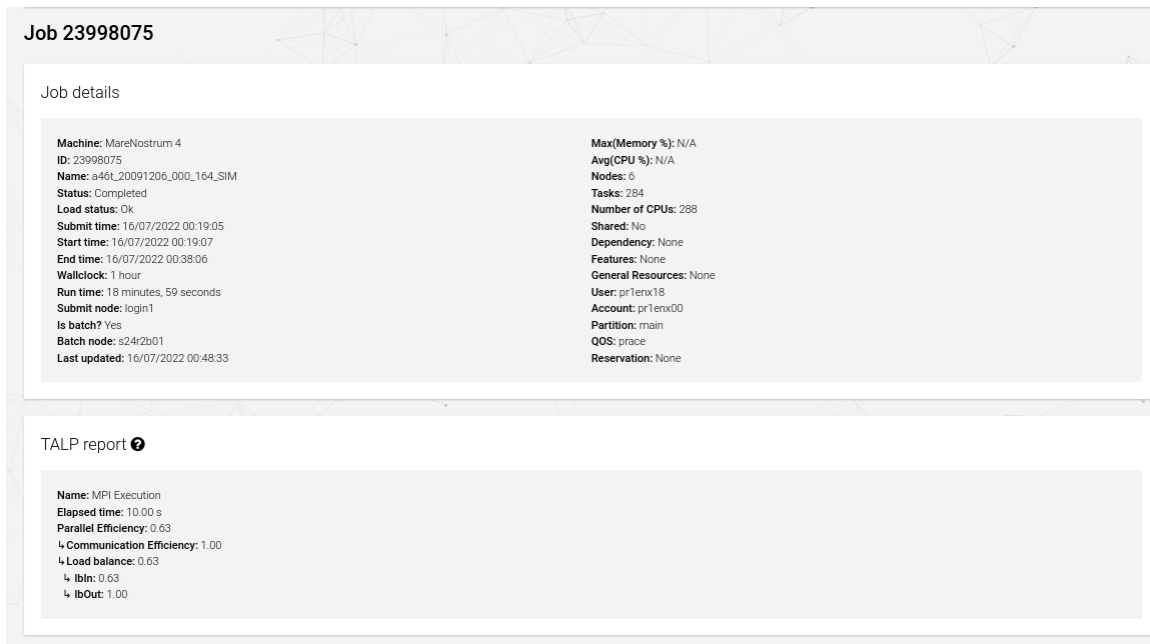 Job 23998075
Job details
Machine: MareNostrum 4
ID: 23998075
Name: a46t_20091206_000_164_SIM
Status: Completed
Load status: Ok
Submit time: 16/07/2022 00:19:05
Start time: 16/07/2022 00:19:07
End time: 16/07/2022 00:38:06
Wallclock: 1 hour
Run time: 18 minutes, 59 seconds
Submit node: login1
Is batch? Yes
Batch node: s24r2b01
Last updated: 16/07/2022 00:48:33
Max(Memory %): N/A
Avg(CPU %): N/A
Nodes: 6
Tasks: 284
Number of CPUs: 288
Shared: No
Dependency: None
Features: None
General Resources: None
User: pr1enx18
Account: pr1enx00
Partition: main
QOS: prace
Reservation: None
TALP report ?
Name: MPI Execution
Elapsed time: 10.00 s
Parallel Efficiency: 0.63
↳Communication Efficiency: 1.00
↳Load balance: 0.63
↳ lbIn: 0.63
↳ lbOut: 1.00